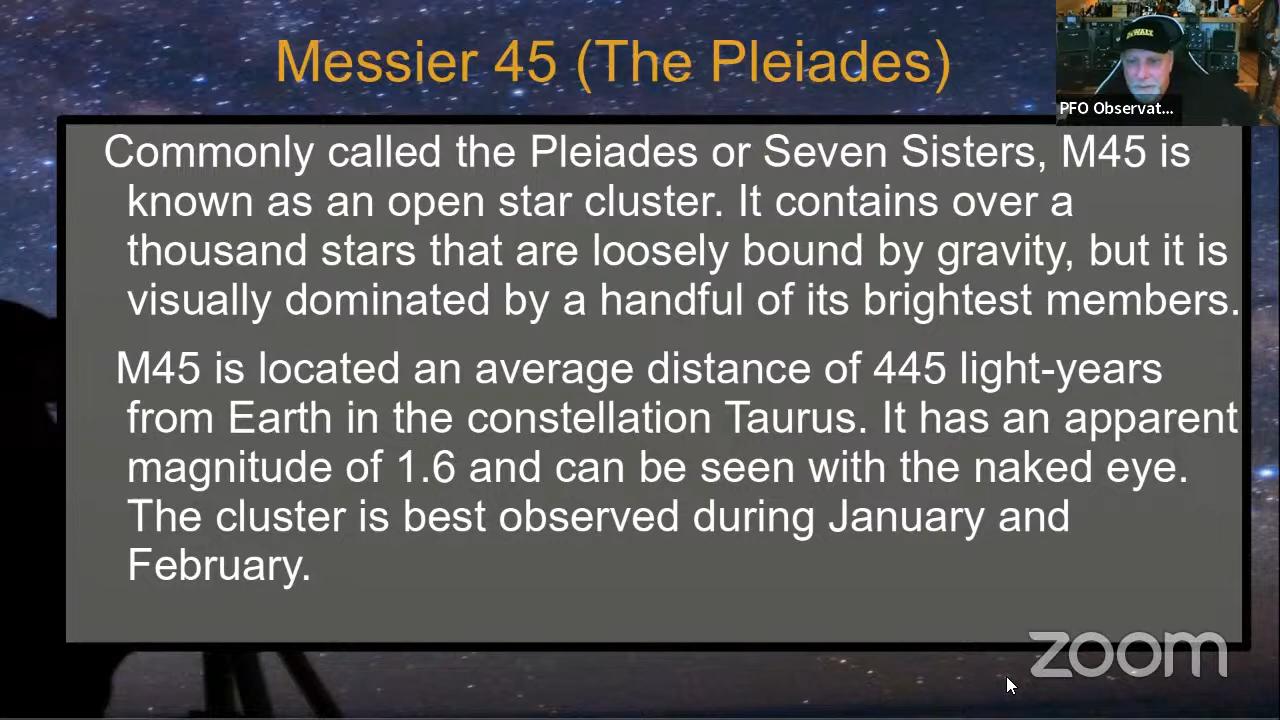 Messier 45 (The Pleiades)
DEWALT
PFO Observat...
Commonly called the Pleiades or Seven Sisters, M45 is
known as an open star cluster. It contains over a
thousand stars that are loosely bound by gravity, but it is
visually dominated by a handful of its brightest members.
M45 is located an average distance of 445 light-years
from Earth in the constellation Taurus. It has an apparent
magnitude of 1.6 and can be seen with the naked eye.
The cluster is best observed during January and
February.
zoom